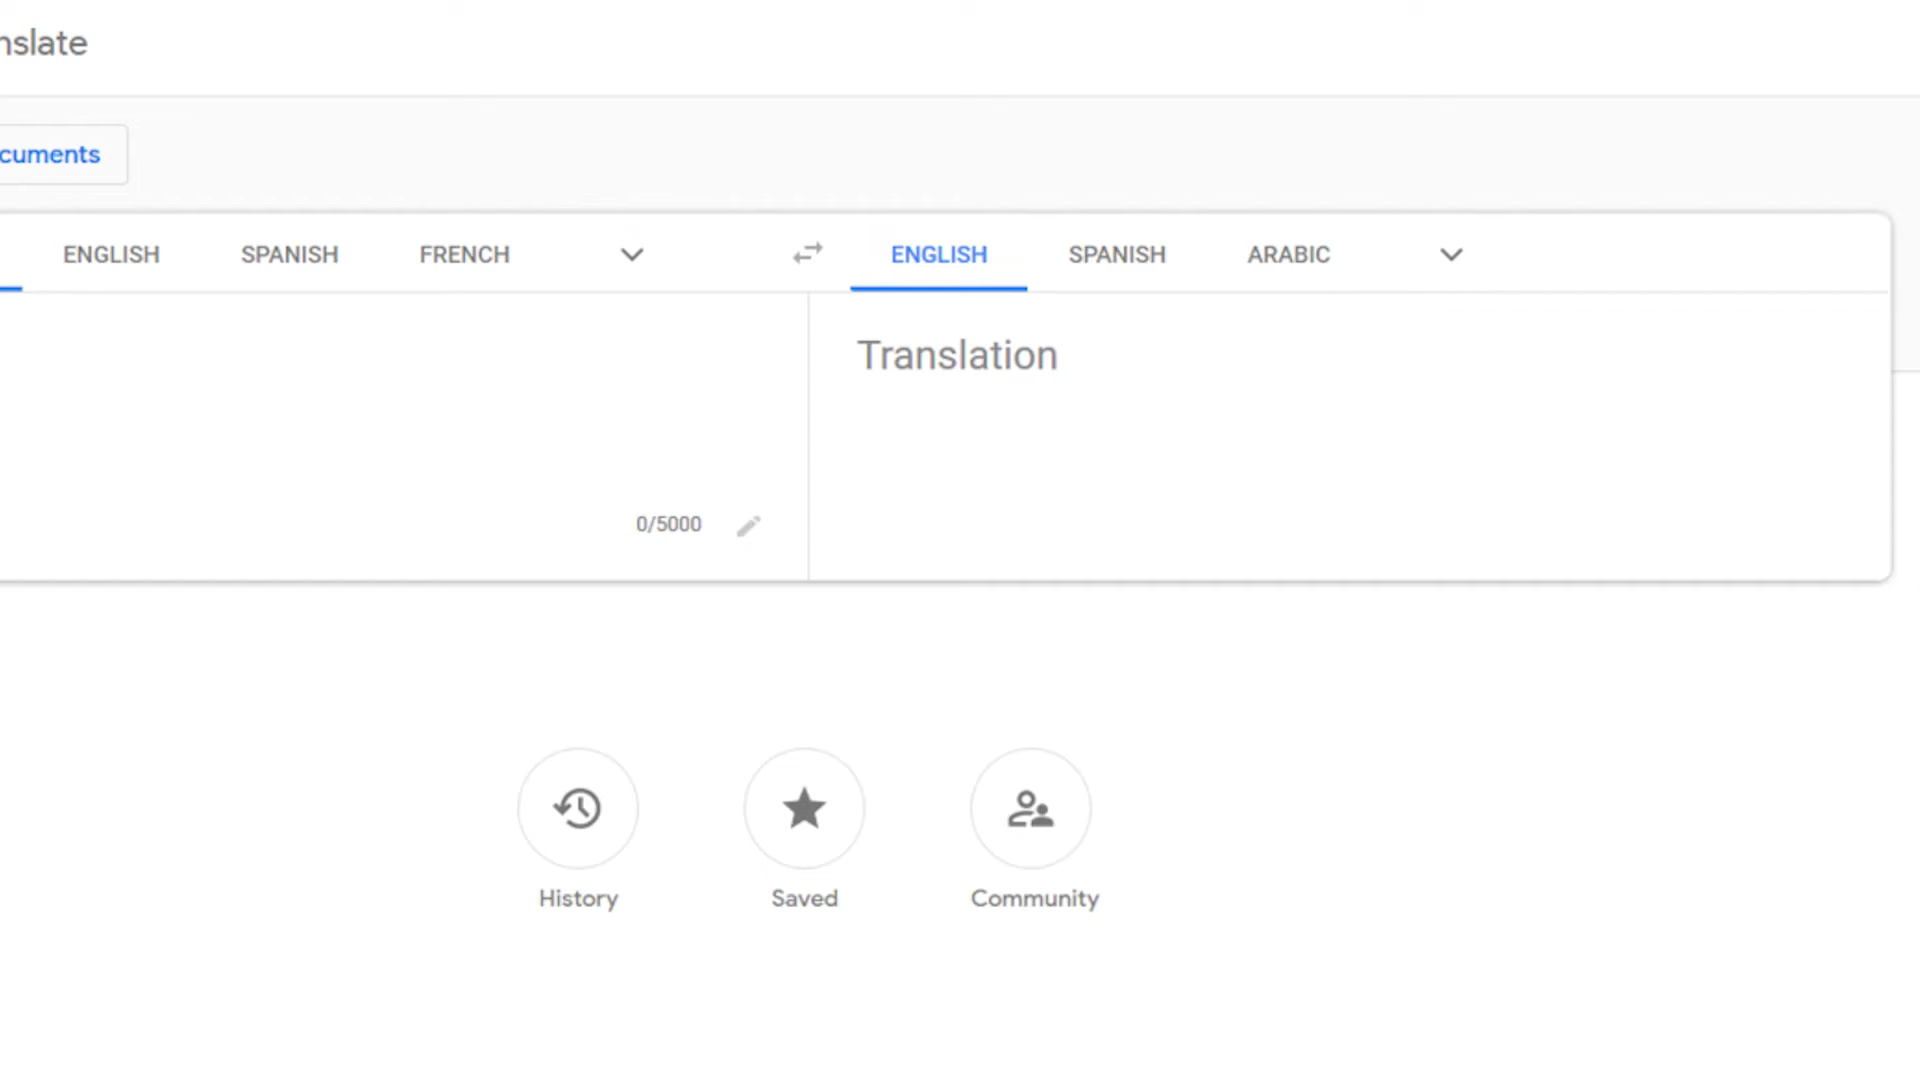 nslate
cuments
ENGLISH SPANISH FRENCH ENGLISH SPANISH ARABIC
Translation
0/5000
History Saved Community